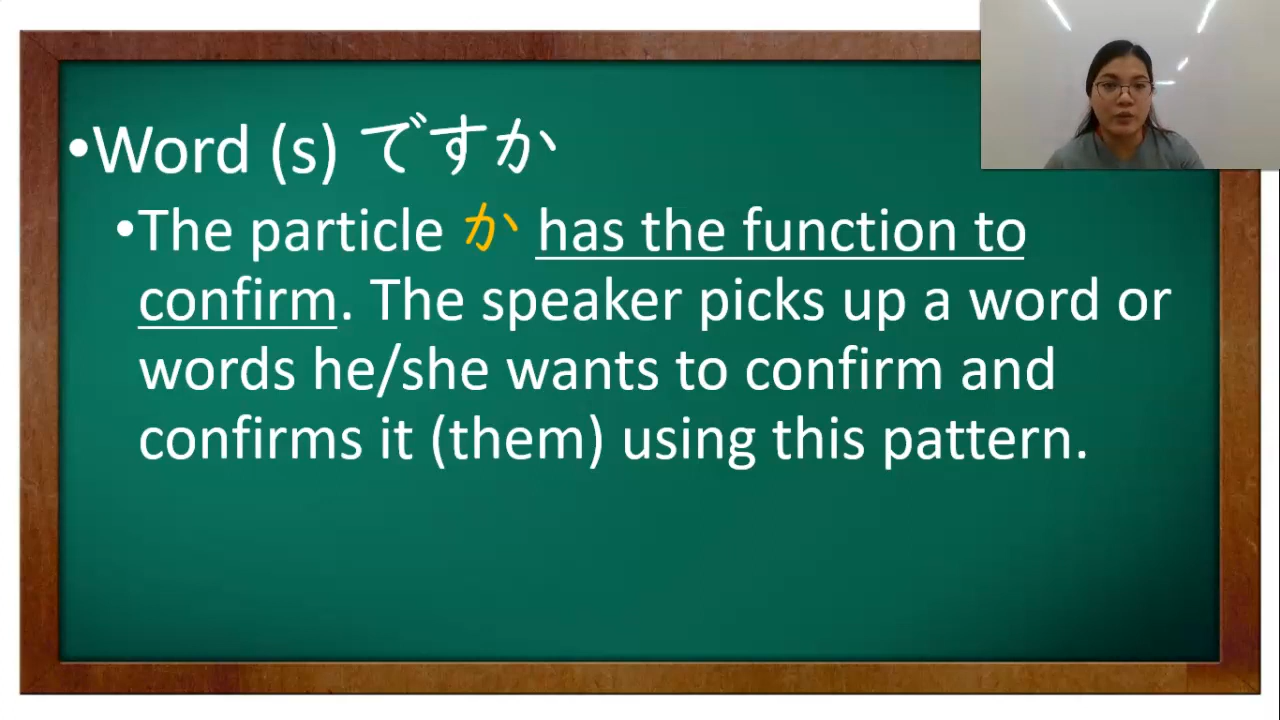 •Word (s) ですか
•The particle か has the function to
confirm. The speaker picks up a word or
words he/she wants to confirm and
confirms it (them) using this pattern.